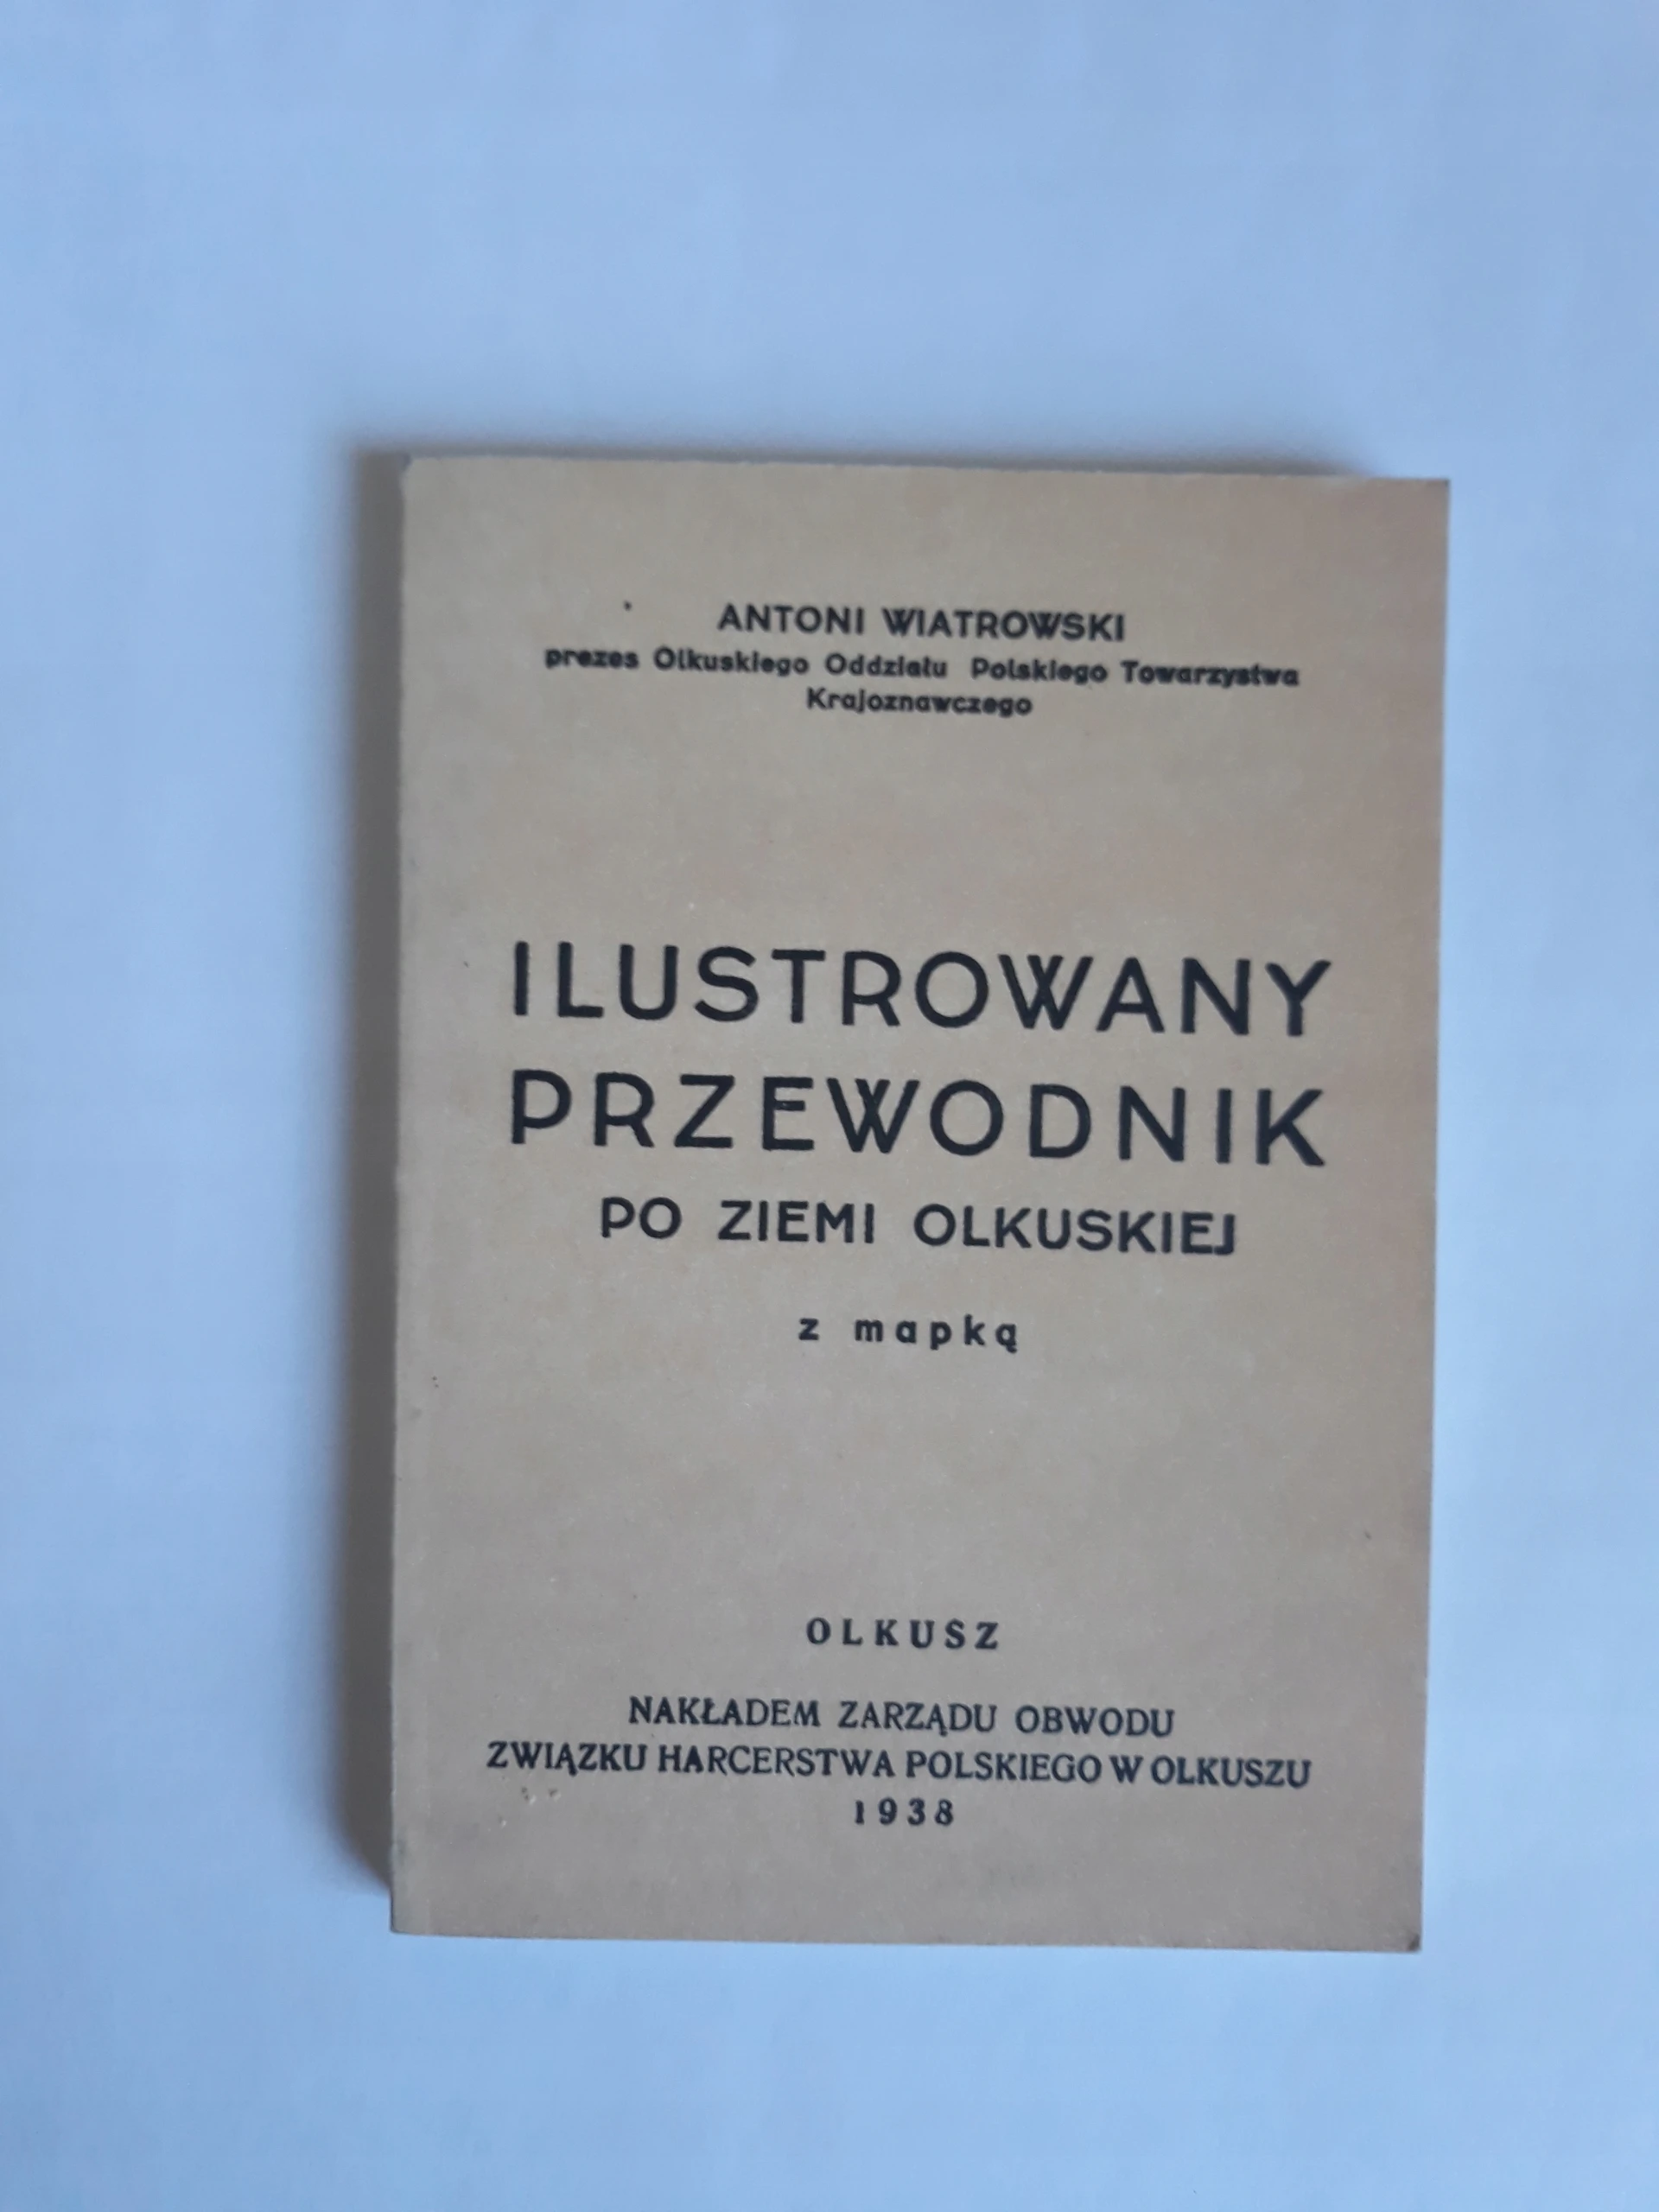 ANTONI WIATROWSKI
prezes Olkuskiego Oddziału Polskiego Towarzystwa
Krajoznawczego
ILUSTROWANY
PRZEWODNIK
PO ZIEMI OLKUSKIEJ
z mapką
OLKUSZ
NAKŁADEM ZARZĄDU OBWODU
ZWIĄZKU HARCERSTWA POLSKIEGO W OLKUSZU
1938